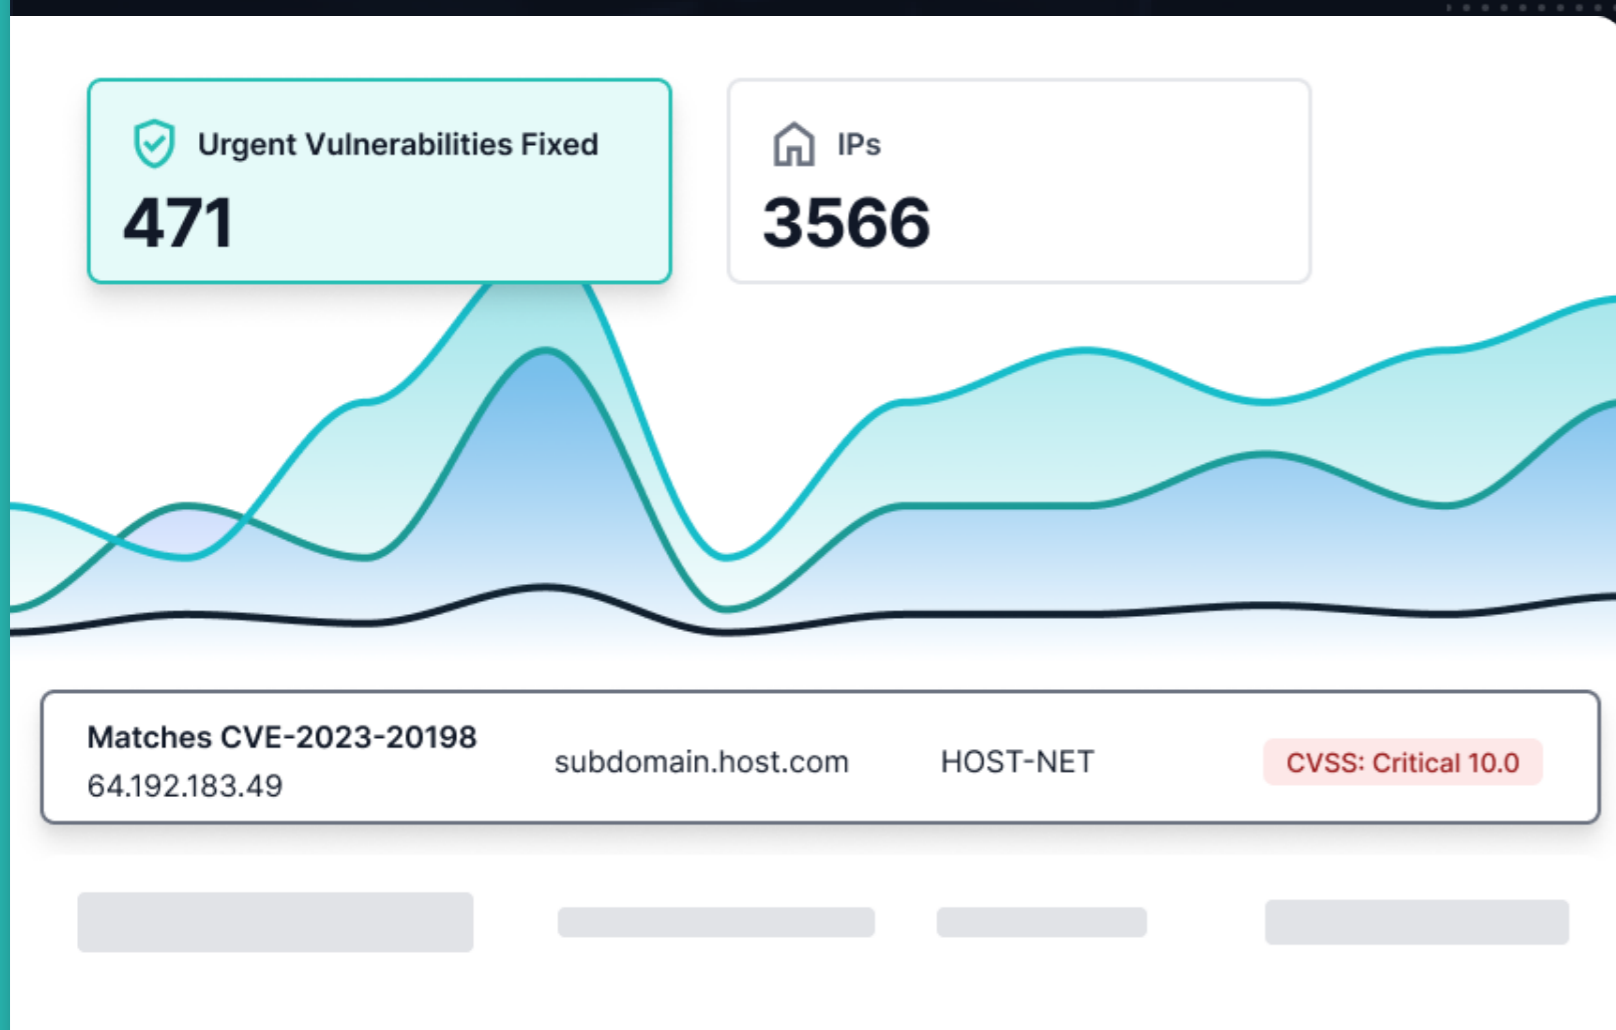 Urgent Vulnerabilities Fixed
471
IPs
3566
Matches CVE-2023-20198
64.192.183.49
subdomain.host.com
HOST-NET
CVSS: Critical 10.0